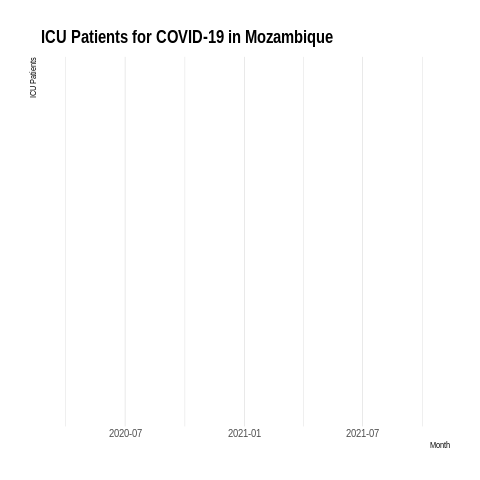 ICU Patients for COVID-19 in Mozambique
ICU Patients
2020-07 2021-01 2021-07
Month